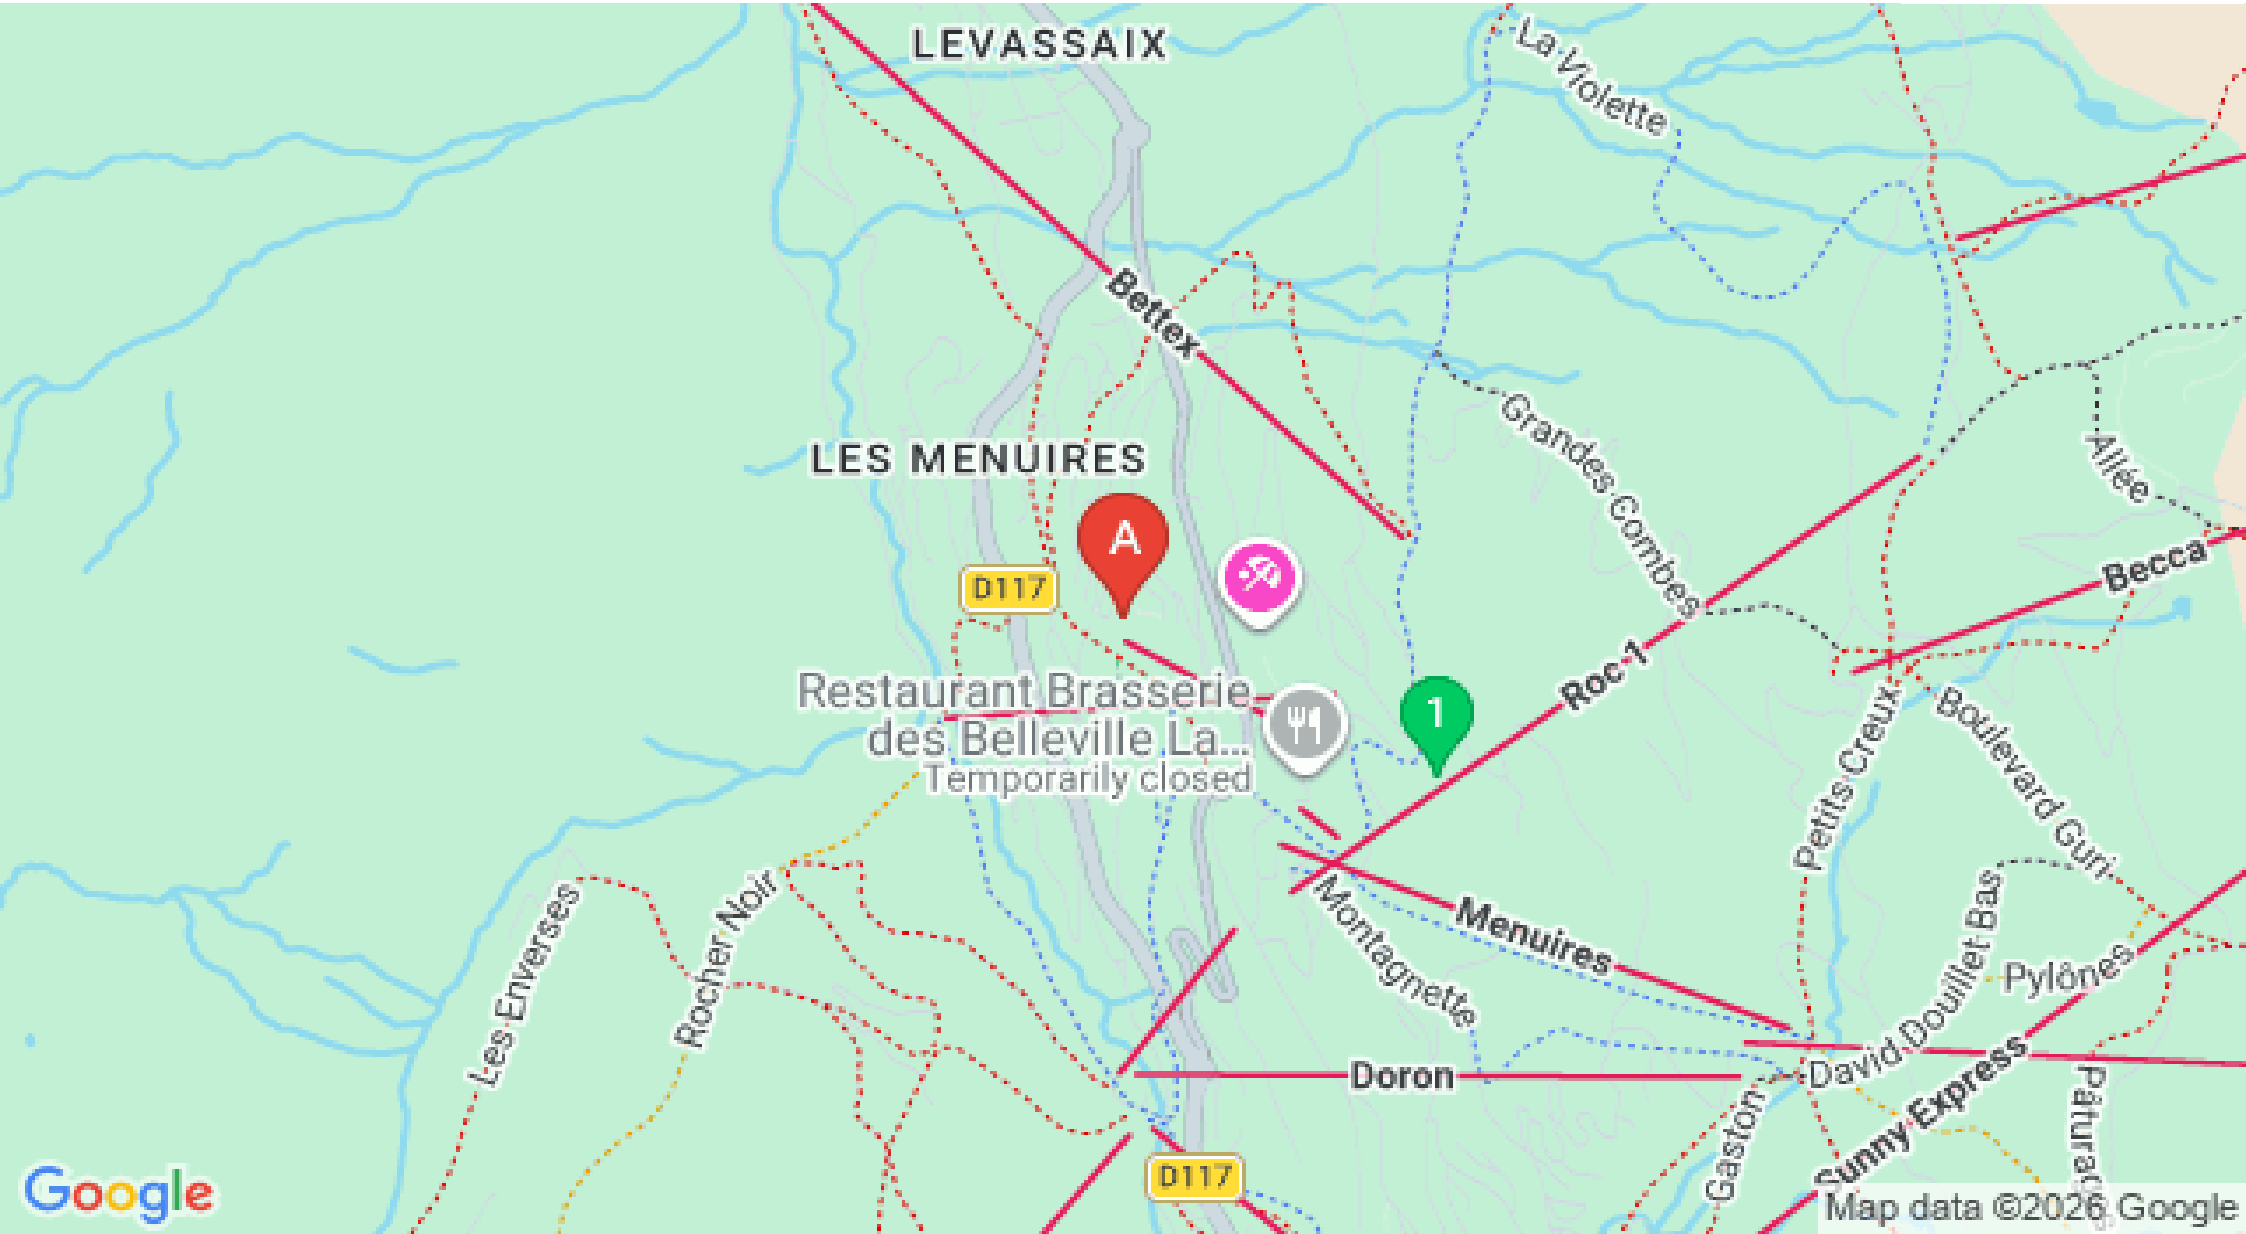 LEVASSAIX
La Violette
Bettex
Grandes Combes
Allée
LES MENUIRES
A
D117
Becca
Roc 1
Restaurant Brasserie
des Belleville La...
Temporarily closed
1
Petits Creux
Boulevard Guri
Les Enverses
Rocher Noir
Montagnette
Menuires
David Douillet Bas
Pylônes
Doron
Sunny Express
Gaston
D117
Google
Map data ©2026 Google